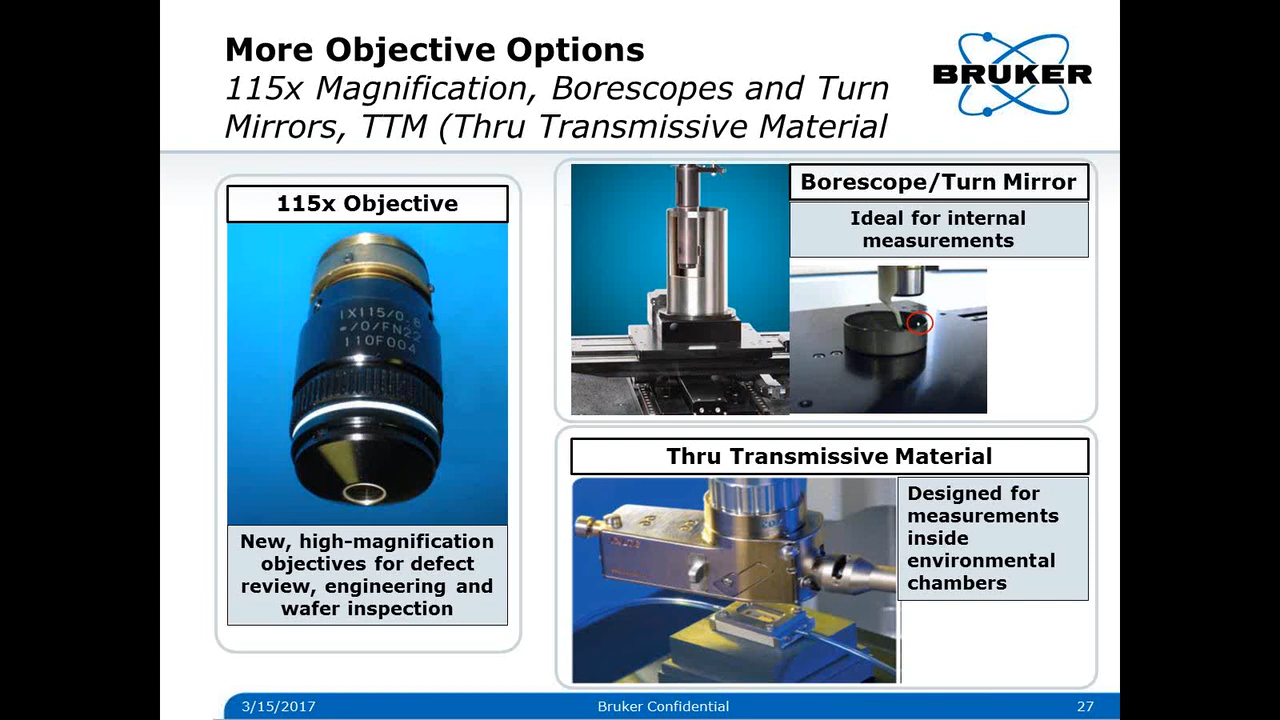 More Objective Options
115x Magnification, Borescopes and Turn
Mirrors, TTM (Thru Transmissive Material
BRUKER
115x Objective
IX115/0.8
∞/0/FN22
110F004
New, high-magnification
objectives for defect
review, engineering and
wafer inspection
Borescope/Turn Mirror
Ideal for internal
measurements
Thru Transmissive Material
Designed for
measurements
inside
environmental
chambers
3/15/2017
Bruker Confidential
27